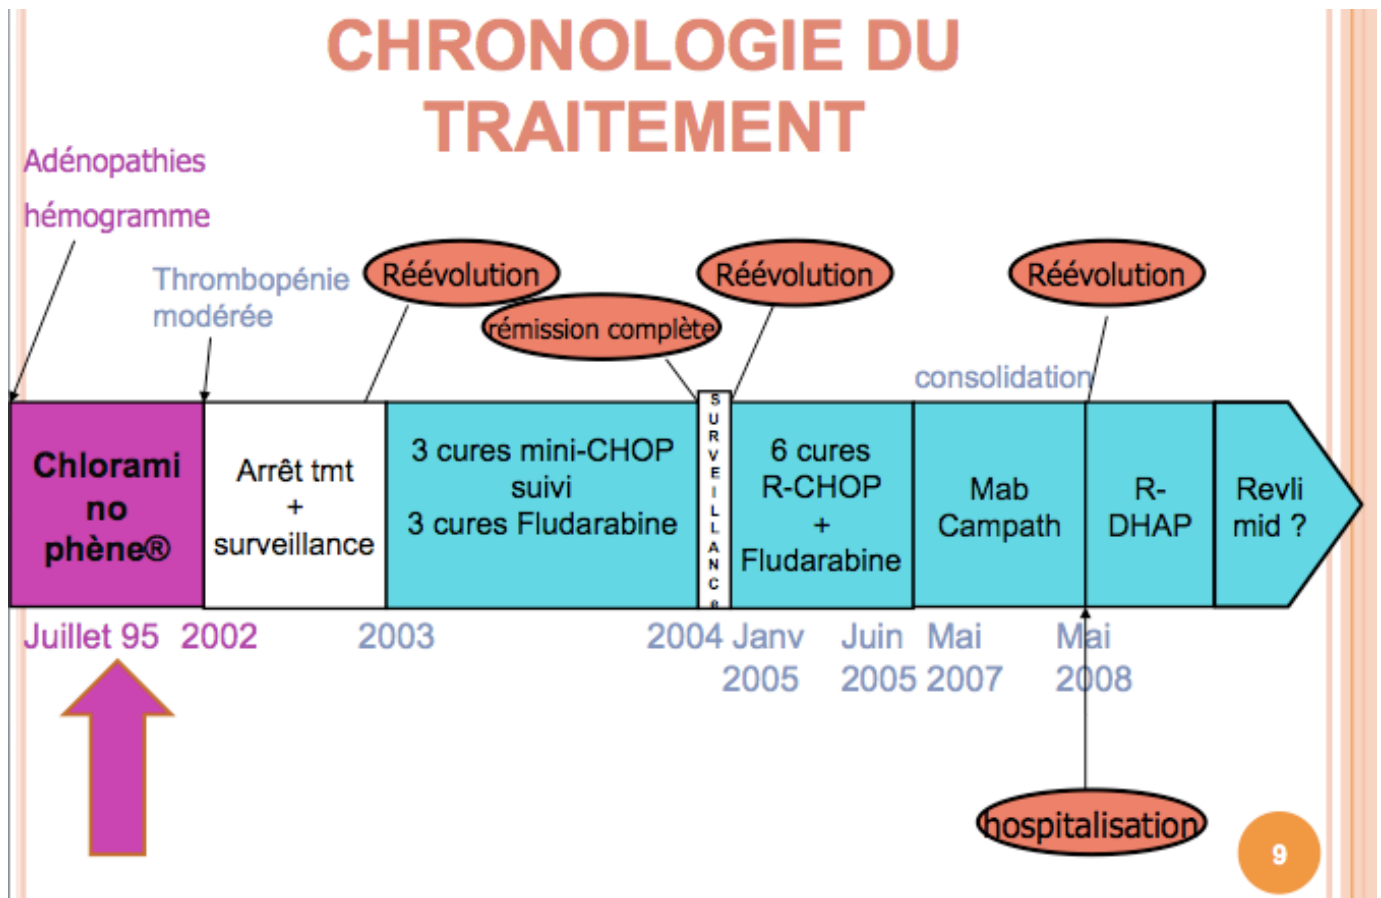 CHRONOLOGIE DU
TRAITEMENT
Adénopathies
hémogramme
Thrombopénie
modérée
Réévolution
rémission complète
Réévolution
Réévolution
consolidation
Chlorami
no
phène®
Arrêt tmt
+
surveillance
3 cures mini-CHOP
suivi
3 cures Fludarabine
SURVEILLANCe
6 cures
R-CHOP
+
Fludarabine
Mab
Campath
R-
DHAP
Revli
mid ?
Juillet 95
2002
2003
2004
Janv
2005
Juin
2005
Mai
2007
Mai
2008
hospitalisation
9